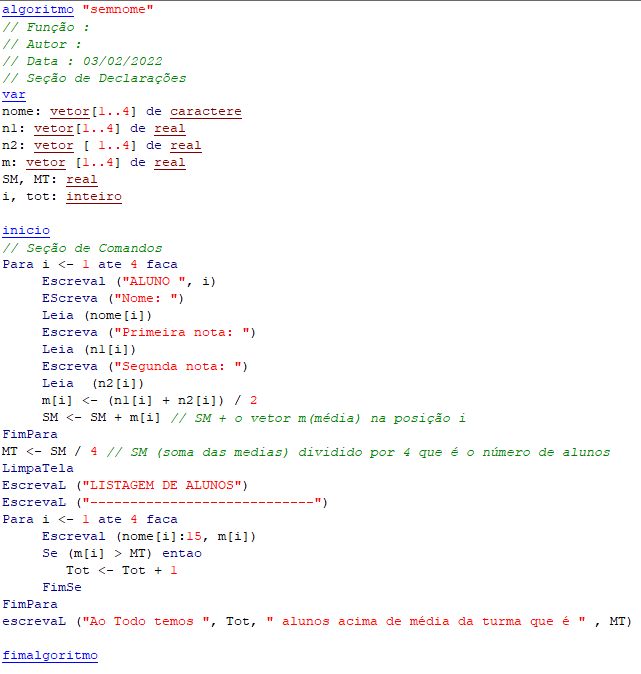 algoritmo "semnome"
// Função :
// Autor :
// Data : 03/02/2022
// Seção de Declarações
var
nome: vetor[1..4] de caractere
n1: vetor[1..4] de real
n2: vetor [ 1..4] de real
m: vetor [1..4] de real
SM, MT: real
i, tot: inteiro

inicio
// Seção de Comandos
Para i <- 1 ate 4 faca
     Escreval ("ALUNO ", i)
     EScreva ("Nome: ")
     Leia (nome[i])
     Escreva ("Primeira nota: ")
     Leia (n1[i])
     Escreva ("Segunda nota: ")
     Leia  (n2[i])
     m[i] <- (n1[i] + n2[i]) / 2
     SM <- SM + m[i] // SM + o vetor m(média) na posição i
FimPara
MT <- SM / 4 // SM (soma das medias) dividido por 4 que é o número de alunos
LimpaTela
EscrevaL ("LISTAGEM DE ALUNOS")
EscrevaL ("----------------------------")
Para i <- 1 ate 4 faca
     Escreval (nome[i]:15, m[i])
     Se (m[i] > MT) entao
        Tot <- Tot + 1
     FimSe
FimPara
escrevaL ("Ao Todo temos ", Tot, " alunos acima de média da turma que é " , MT)

fimalgoritmo